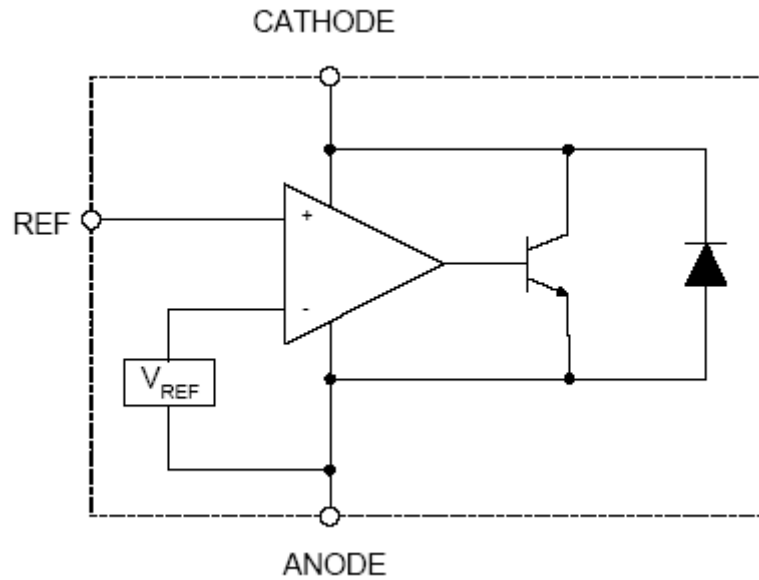 CATHODE
REF
+
-
VREF
ANODE